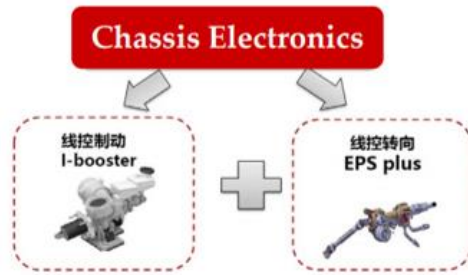 Chassis Electronics
线控制动
I-booster
线控转向
EPS plus